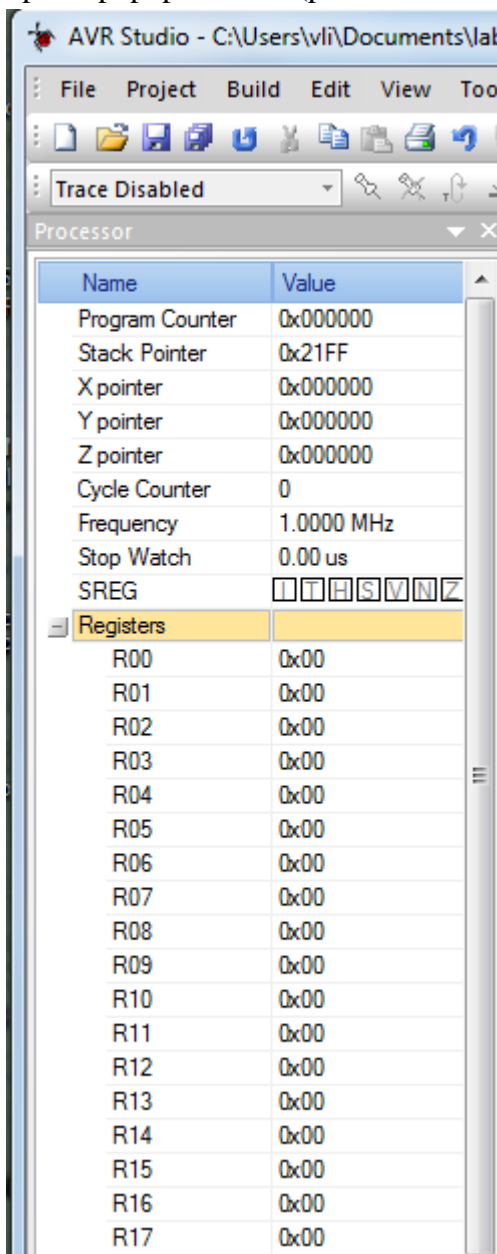 AVR Studio - C:\Users\vli\Documents\lab
File Project Build Edit View Too
Trace Disabled
Processor
Name Value
Program Counter 0x000000
Stack Pointer 0x21FF
X pointer 0x000000
Y pointer 0x000000
Z pointer 0x000000
Cycle Counter 0
Frequency 1.0000 MHz
Stop Watch 0.00 us
SREG I T H S V N Z
Registers
R00 0x00
R01 0x00
R02 0x00
R03 0x00
R04 0x00
R05 0x00
R06 0x00
R07 0x00
R08 0x00
R09 0x00
R10 0x00
R11 0x00
R12 0x00
R13 0x00
R14 0x00
R15 0x00
R16 0x00
R17 0x00